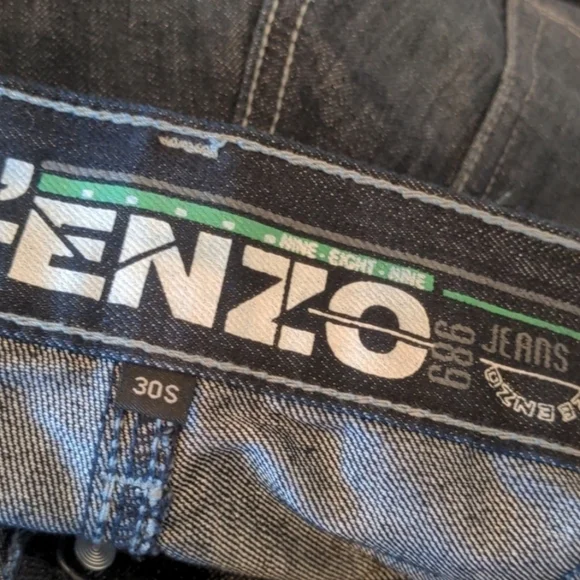 NINE - EIGHT - NINE
'ENZO
989
JEANS
ENZO
30S